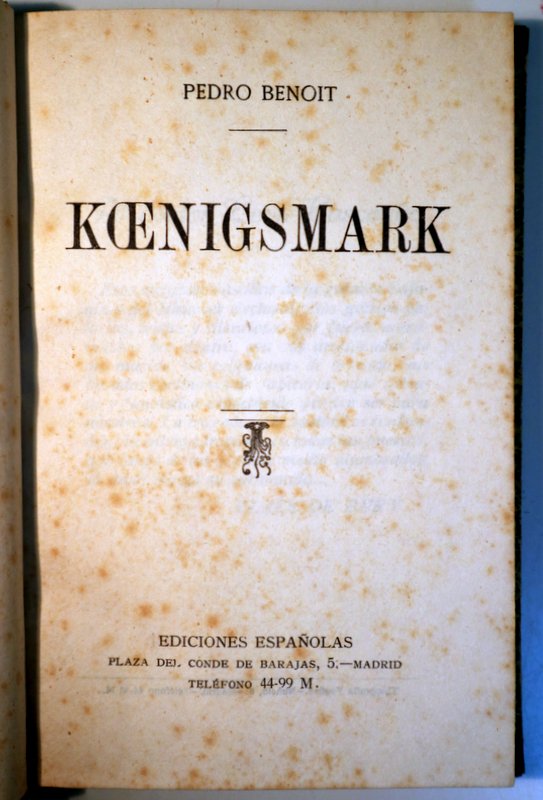 PEDRO BENOIT
KŒNIGSMARK
EDICIONES ESPAÑOLAS
PLAZA DEL CONDE DE BARAJAS, 5.—MADRID
TELÉFONO 44-99 M.